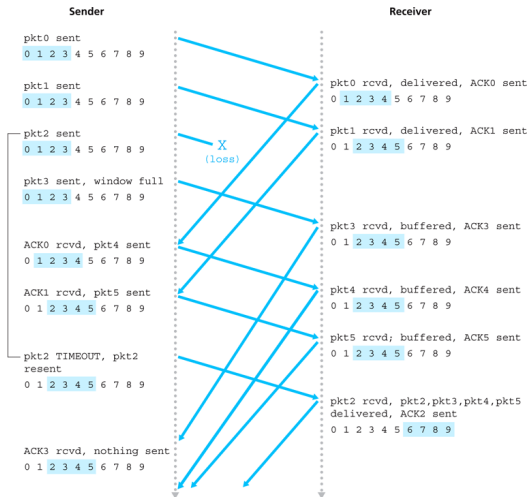 Sender
pkt0 sent
0 1 2 3 4 5 6 7 8 9
pkt1 sent
0 1 2 3 4 5 6 7 8 9
pkt2 sent
0 1 2 3 4 5 6 7 8 9
pkt3 sent, window full
0 1 2 3 4 5 6 7 8 9
ACK0 rcvd, pkt4 sent
0 1 2 3 4 5 6 7 8 9
ACK1 rcvd, pkt5 sent
0 1 2 3 4 5 6 7 8 9
pkt2 TIMEOUT, pkt2
resent
0 1 2 3 4 5 6 7 8 9
ACK3 rcvd, nothing sent
0 1 2 3 4 5 6 7 8 9
X
(loss)
Receiver
pkt0 rcvd, delivered, ACK0 sent
0 1 2 3 4 5 6 7 8 9
pkt1 rcvd, delivered, ACK1 sent
0 1 2 3 4 5 6 7 8 9
pkt3 rcvd, buffered, ACK3 sent
0 1 2 3 4 5 6 7 8 9
pkt4 rcvd, buffered, ACK4 sent
0 1 2 3 4 5 6 7 8 9
pkt5 rcvd; buffered, ACK5 sent
0 1 2 3 4 5 6 7 8 9
pkt2 rcvd, pkt2,pkt3,pkt4,pkt5
delivered, ACK2 sent
0 1 2 3 4 5 6 7 8 9